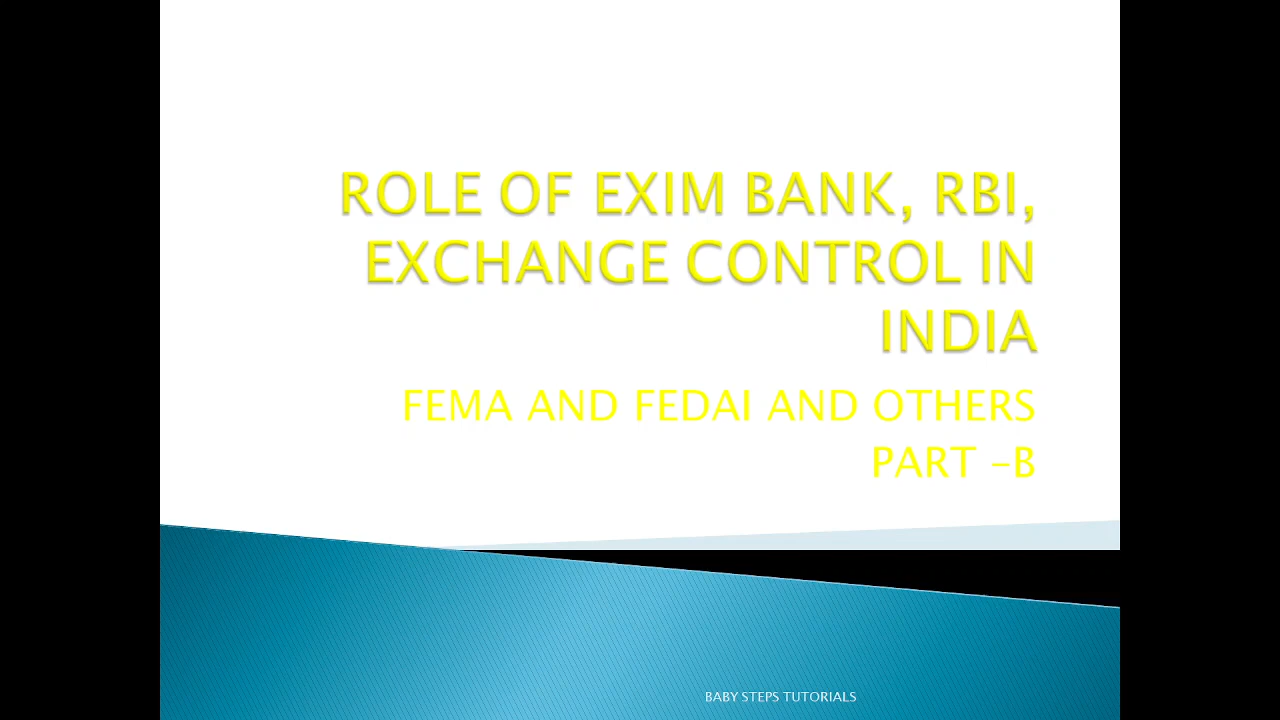 ROLE OF EXIM BANK, RBI,
EXCHANGE CONTROL IN
INDIA
FEMA AND FEDAI AND OTHERS
PART -B
BABY STEPS TUTORIALS